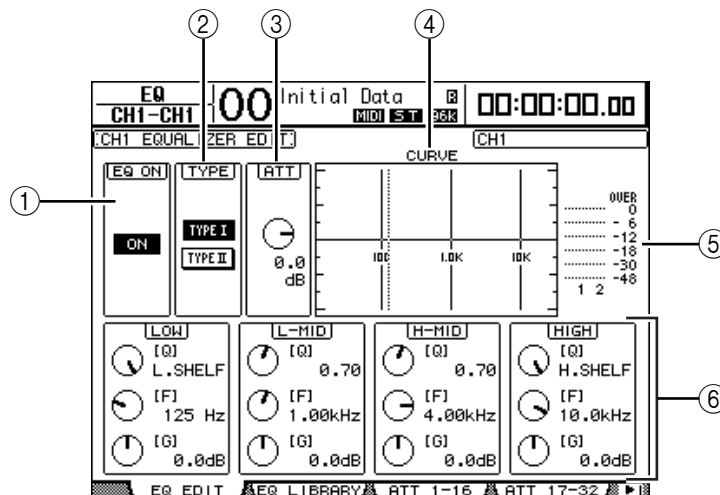 ② ③ ④
EQ
CH1-CH1
00 Initial Data R
MIDI ST 96K
00:00:00.00
CH1 EQUALIZER EDIT
CH1
CURVE
① EQ ON
ON
TYPE
TYPE I
TYPE II
ATT
0.0
dB
100 1.0K 10K
OVER
0
- 6
-12
-18
-30
-48
1 2
⑤
LOW
[Q]
L.SHELF
[F]
125 Hz
[G]
0.0dB
L-MID
[Q]
0.70
[F]
1.00kHz
[G]
0.0dB
H-MID
[Q]
0.70
[F]
4.00kHz
[G]
0.0dB
HIGH
[Q]
H.SHELF
[F]
10.0kHz
[G]
0.0dB
⑥
EQ EDIT EQ LIBRARY ATT 1-16 ATT 17-32